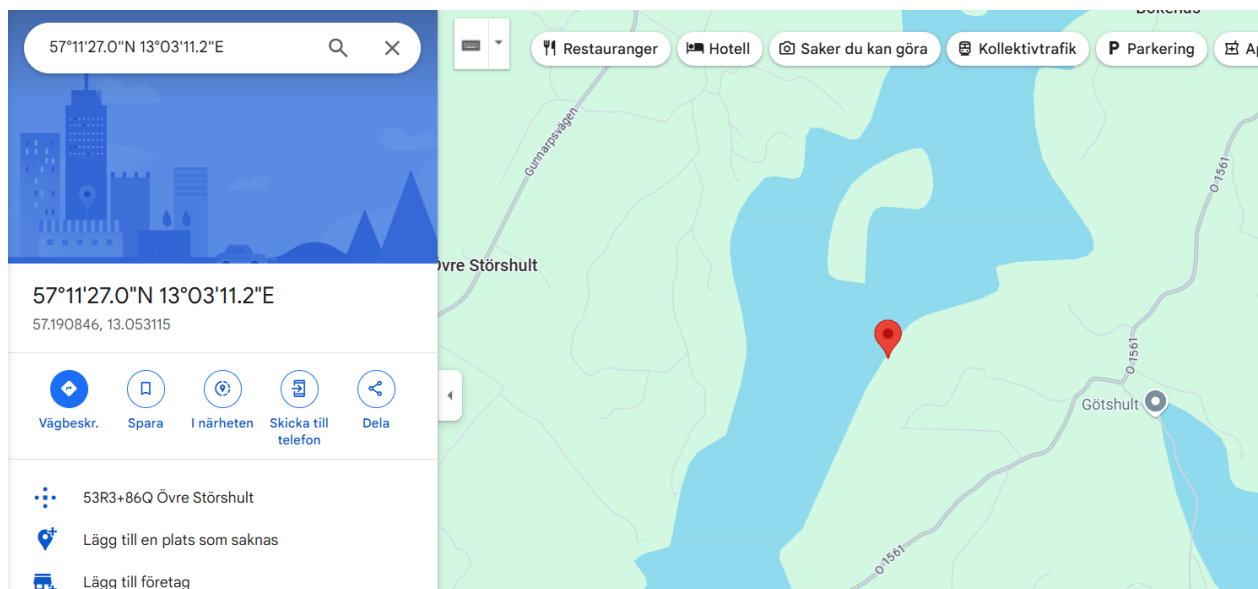 57°11'27.0"N 13°03'11.2"E
Restauranger
Hotell
Saker du kan göra
Kollektivtrafik
P Parkering
57°11'27.0"N 13°03'11.2"E
57.190846, 13.053115
Vägbeskr.
Spara
I närheten
Skicka till
telefon
Dela
53R3+86Q Övre Störshult
Lägg till en plats som saknas
Lägg till företag
Gunnarpsvägen
Övre Störshult
O 1561
O 1561
Götshult
O 1561